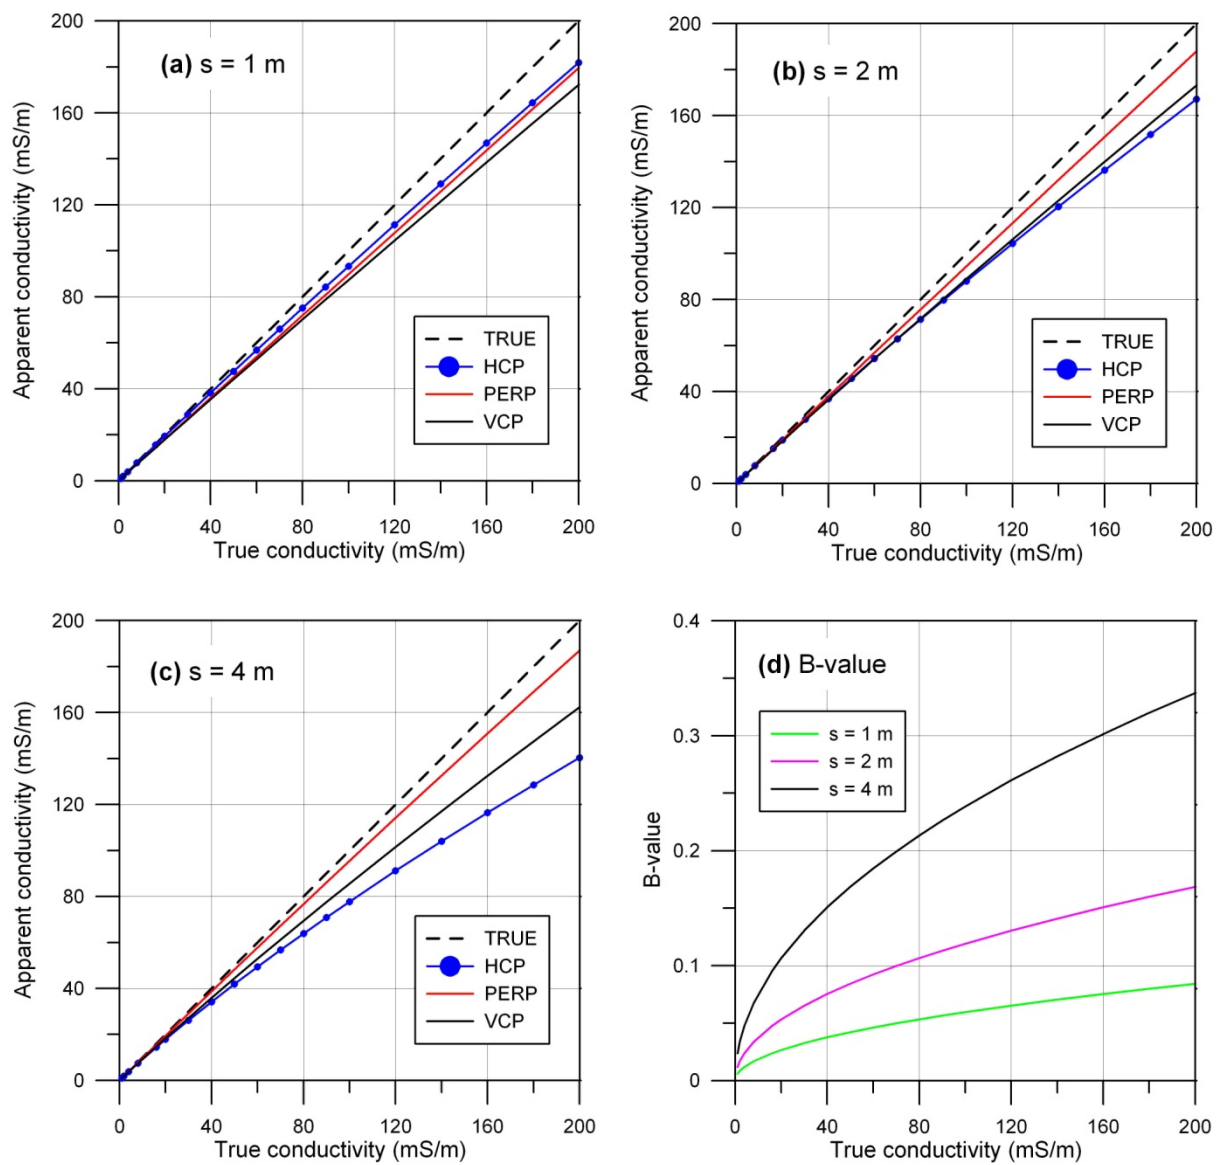 (a) s = 1 m
Apparent conductivity (mS/m)
200
160
120
80
40
0
TRUE
HCP
PERP
VCP
0 40 80 120 160 200
True conductivity (mS/m)
(b) s = 2 m
Apparent conductivity (mS/m)
200
160
120
80
40
0
TRUE
HCP
PERP
VCP
0 40 80 120 160 200
True conductivity (mS/m)
(c) s = 4 m
Apparent conductivity (mS/m)
200
160
120
80
40
0
TRUE
HCP
PERP
VCP
0 40 80 120 160 200
True conductivity (mS/m)
(d) B-value
B-value
0.4
0.3
0.2
0.1
0
s = 1 m
s = 2 m
s = 4 m
0 40 80 120 160 200
True conductivity (mS/m)